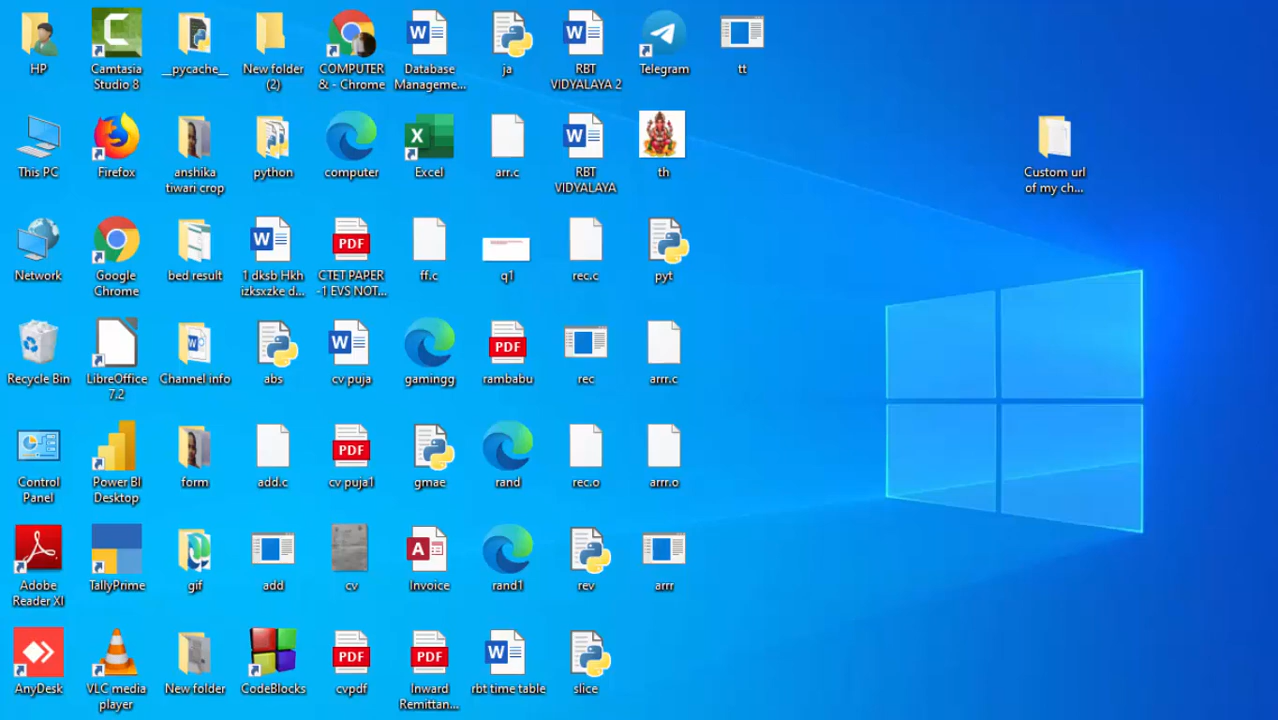 HP
Camtasia
Studio 8
__pycache__
New folder
(2)
COMPUTER
& - Chrome
Database
Manageme...
ja
RBT
VIDYALAYA 2
Telegram
tt
This PC
Firefox
anshika
tiwari crop
python
computer
Excel
arr.c
RBT
VIDYALAYA
th
Custom url
of my ch...
Network
Google
Chrome
bed result
1 dksb Hkh
izksxzke d...
PDF
CTET PAPER
-1 EVS NOT...
ff.c
q1
rec.c
pyt
Recycle Bin
LibreOffice
7.2
Channel info
abs
cv puja
gamingg
PDF
rambabu
rec
arrr.c
Control
Panel
Power BI
Desktop
form
add.c
PDF
cv puja1
gmae
rand
rec.o
arrr.o
Adobe
Reader XI
TallyPrime
gif
add
cv
Invoice
rand1
rev
arrr
AnyDesk
VLC media
player
New folder
CodeBlocks
PDF
cvpdf
PDF
Inward
Remittan...
rbt time table
slice